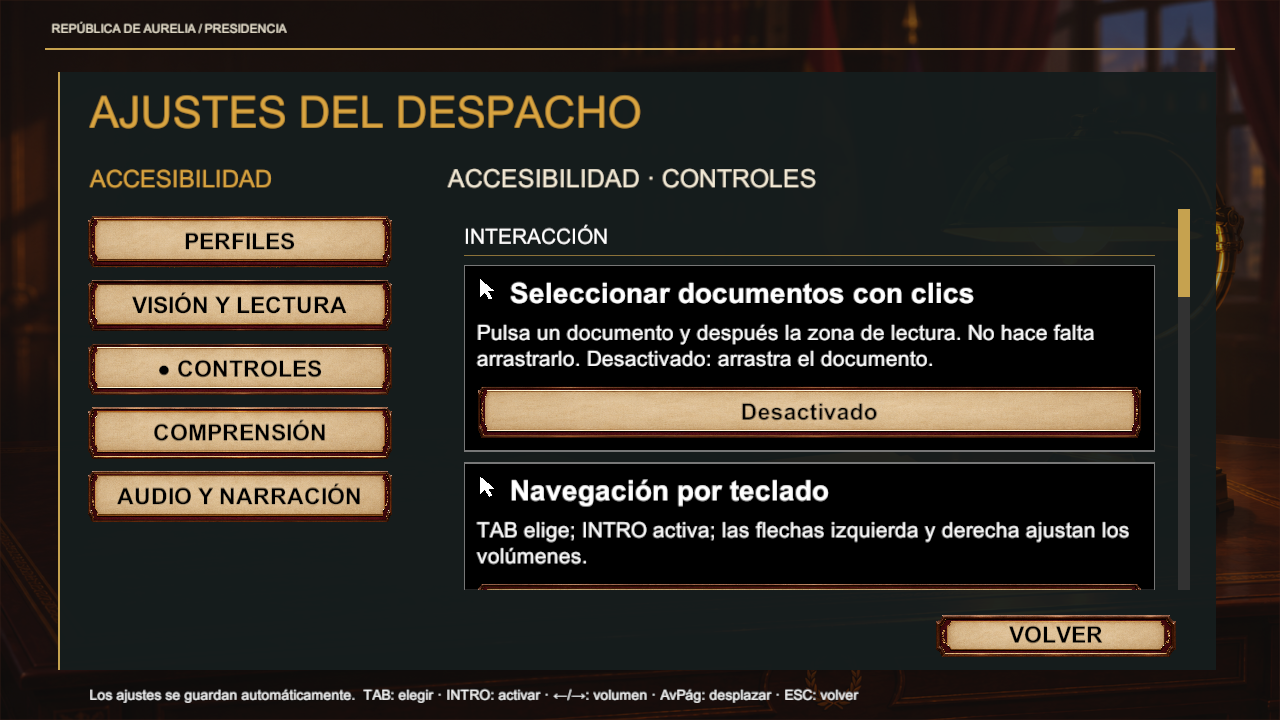 REPÚBLICA DE AURELIA / PRESIDENCIA
AJUSTES DEL DESPACHO
ACCESIBILIDAD
PERFILES
VISIÓN Y LECTURA
● CONTROLES
COMPRENSIÓN
AUDIO Y NARRACIÓN
ACCESIBILIDAD · CONTROLES
INTERACCIÓN
Seleccionar documentos con clics
Pulsa un documento y después la zona de lectura. No hace falta
arrastrarlo. Desactivado: arrastra el documento.
Desactivado
Navegación por teclado
TAB elige; INTRO activa; las flechas izquierda y derecha ajustan los
volúmenes.
VOLVER
Los ajustes se guardan automáticamente. TAB: elegir · INTRO: activar · ←/→: volumen · AvPág: desplazar · ESC: volver